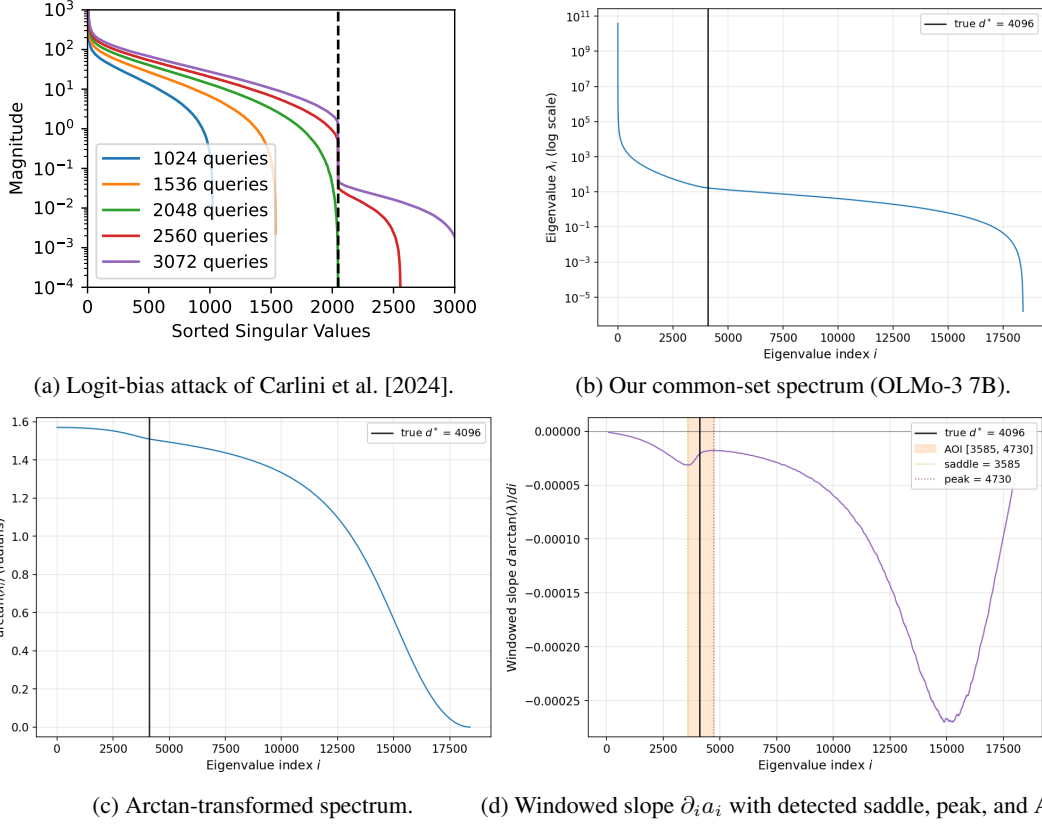 10³
10²
10¹
10⁰
10⁻¹
10⁻²
10⁻³
10⁻⁴
Magnitude
1024 queries
1536 queries
2048 queries
2560 queries
3072 queries
0 500 1000 1500 2000 2500 3000
Sorted Singular Values
(a) Logit-bias attack of Carlini et al. [2024].
10¹¹
10⁹
10⁷
10⁵
10³
10¹
10⁻¹
10⁻³
10⁻⁵
Eigenvalue λᵢ (log scale)
true d* = 4096
0 2500 5000 7500 10000 12500 15000 17500
Eigenvalue index i
(b) Our common-set spectrum (OLMo-3 7B).
1.6
1.4
1.2
1.0
0.8
0.6
0.4
0.2
0.0
arctan(λᵢ) (radians)
true d* = 4096
0 2500 5000 7500 10000 12500 15000 17500
Eigenvalue index i
(c) Arctan-transformed spectrum.
0.00000
−0.00005
−0.00010
−0.00015
−0.00020
−0.00025
Windowed slope d arctan(λ)/di
true d* = 4096
AOI [3585, 4730]
saddle = 3585
peak = 4730
0 2500 5000 7500 10000 12500 15000 17500
Eigenvalue index i
(d) Windowed slope ∂ᵢaᵢ with detected saddle, peak, and